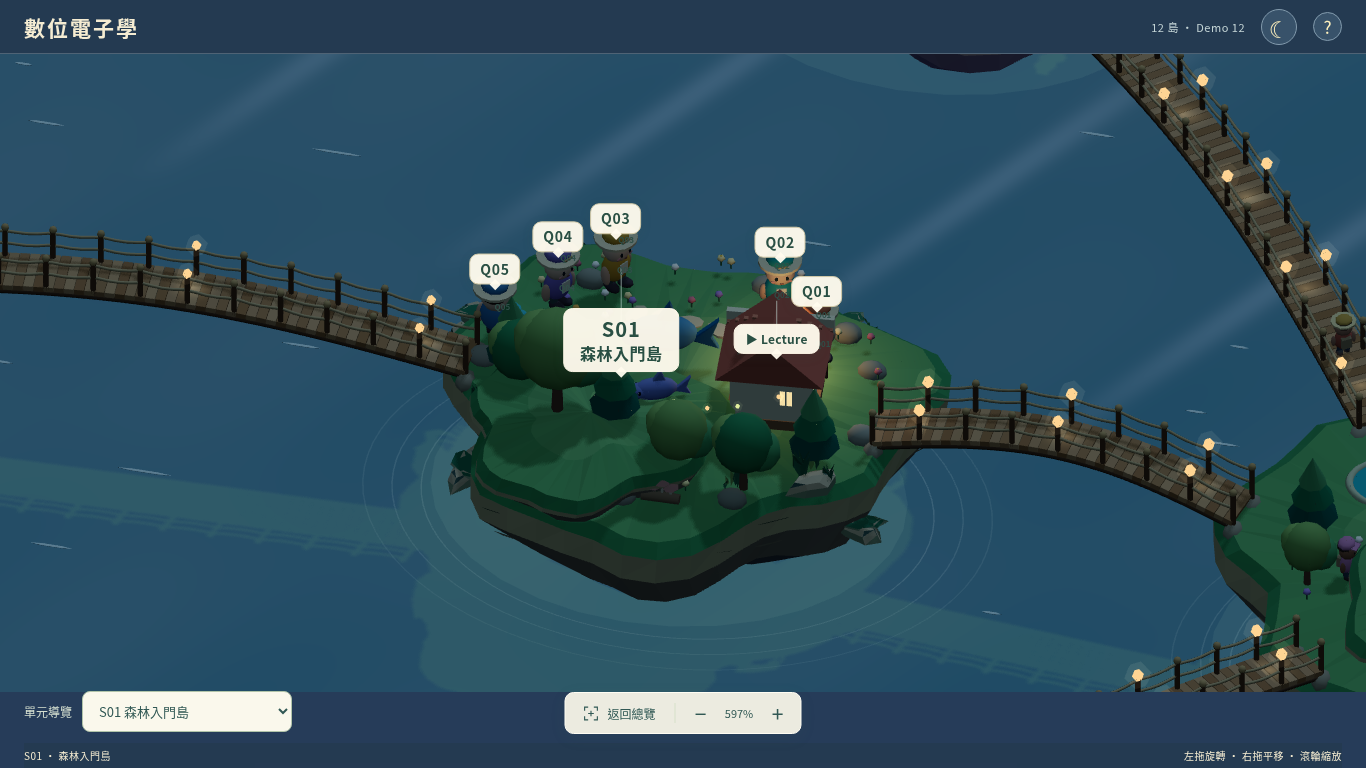 數位電子學
12 島 · Demo 12
?
Q03
Q04
Q02
Q05
Q01
S01
森林入門島
▶ Lecture
單元導覽
S01 森林入門島
返回總覽
− 597% +
S01 · 森林入門島
左拖旋轉 · 右拖平移 · 滾輪縮放